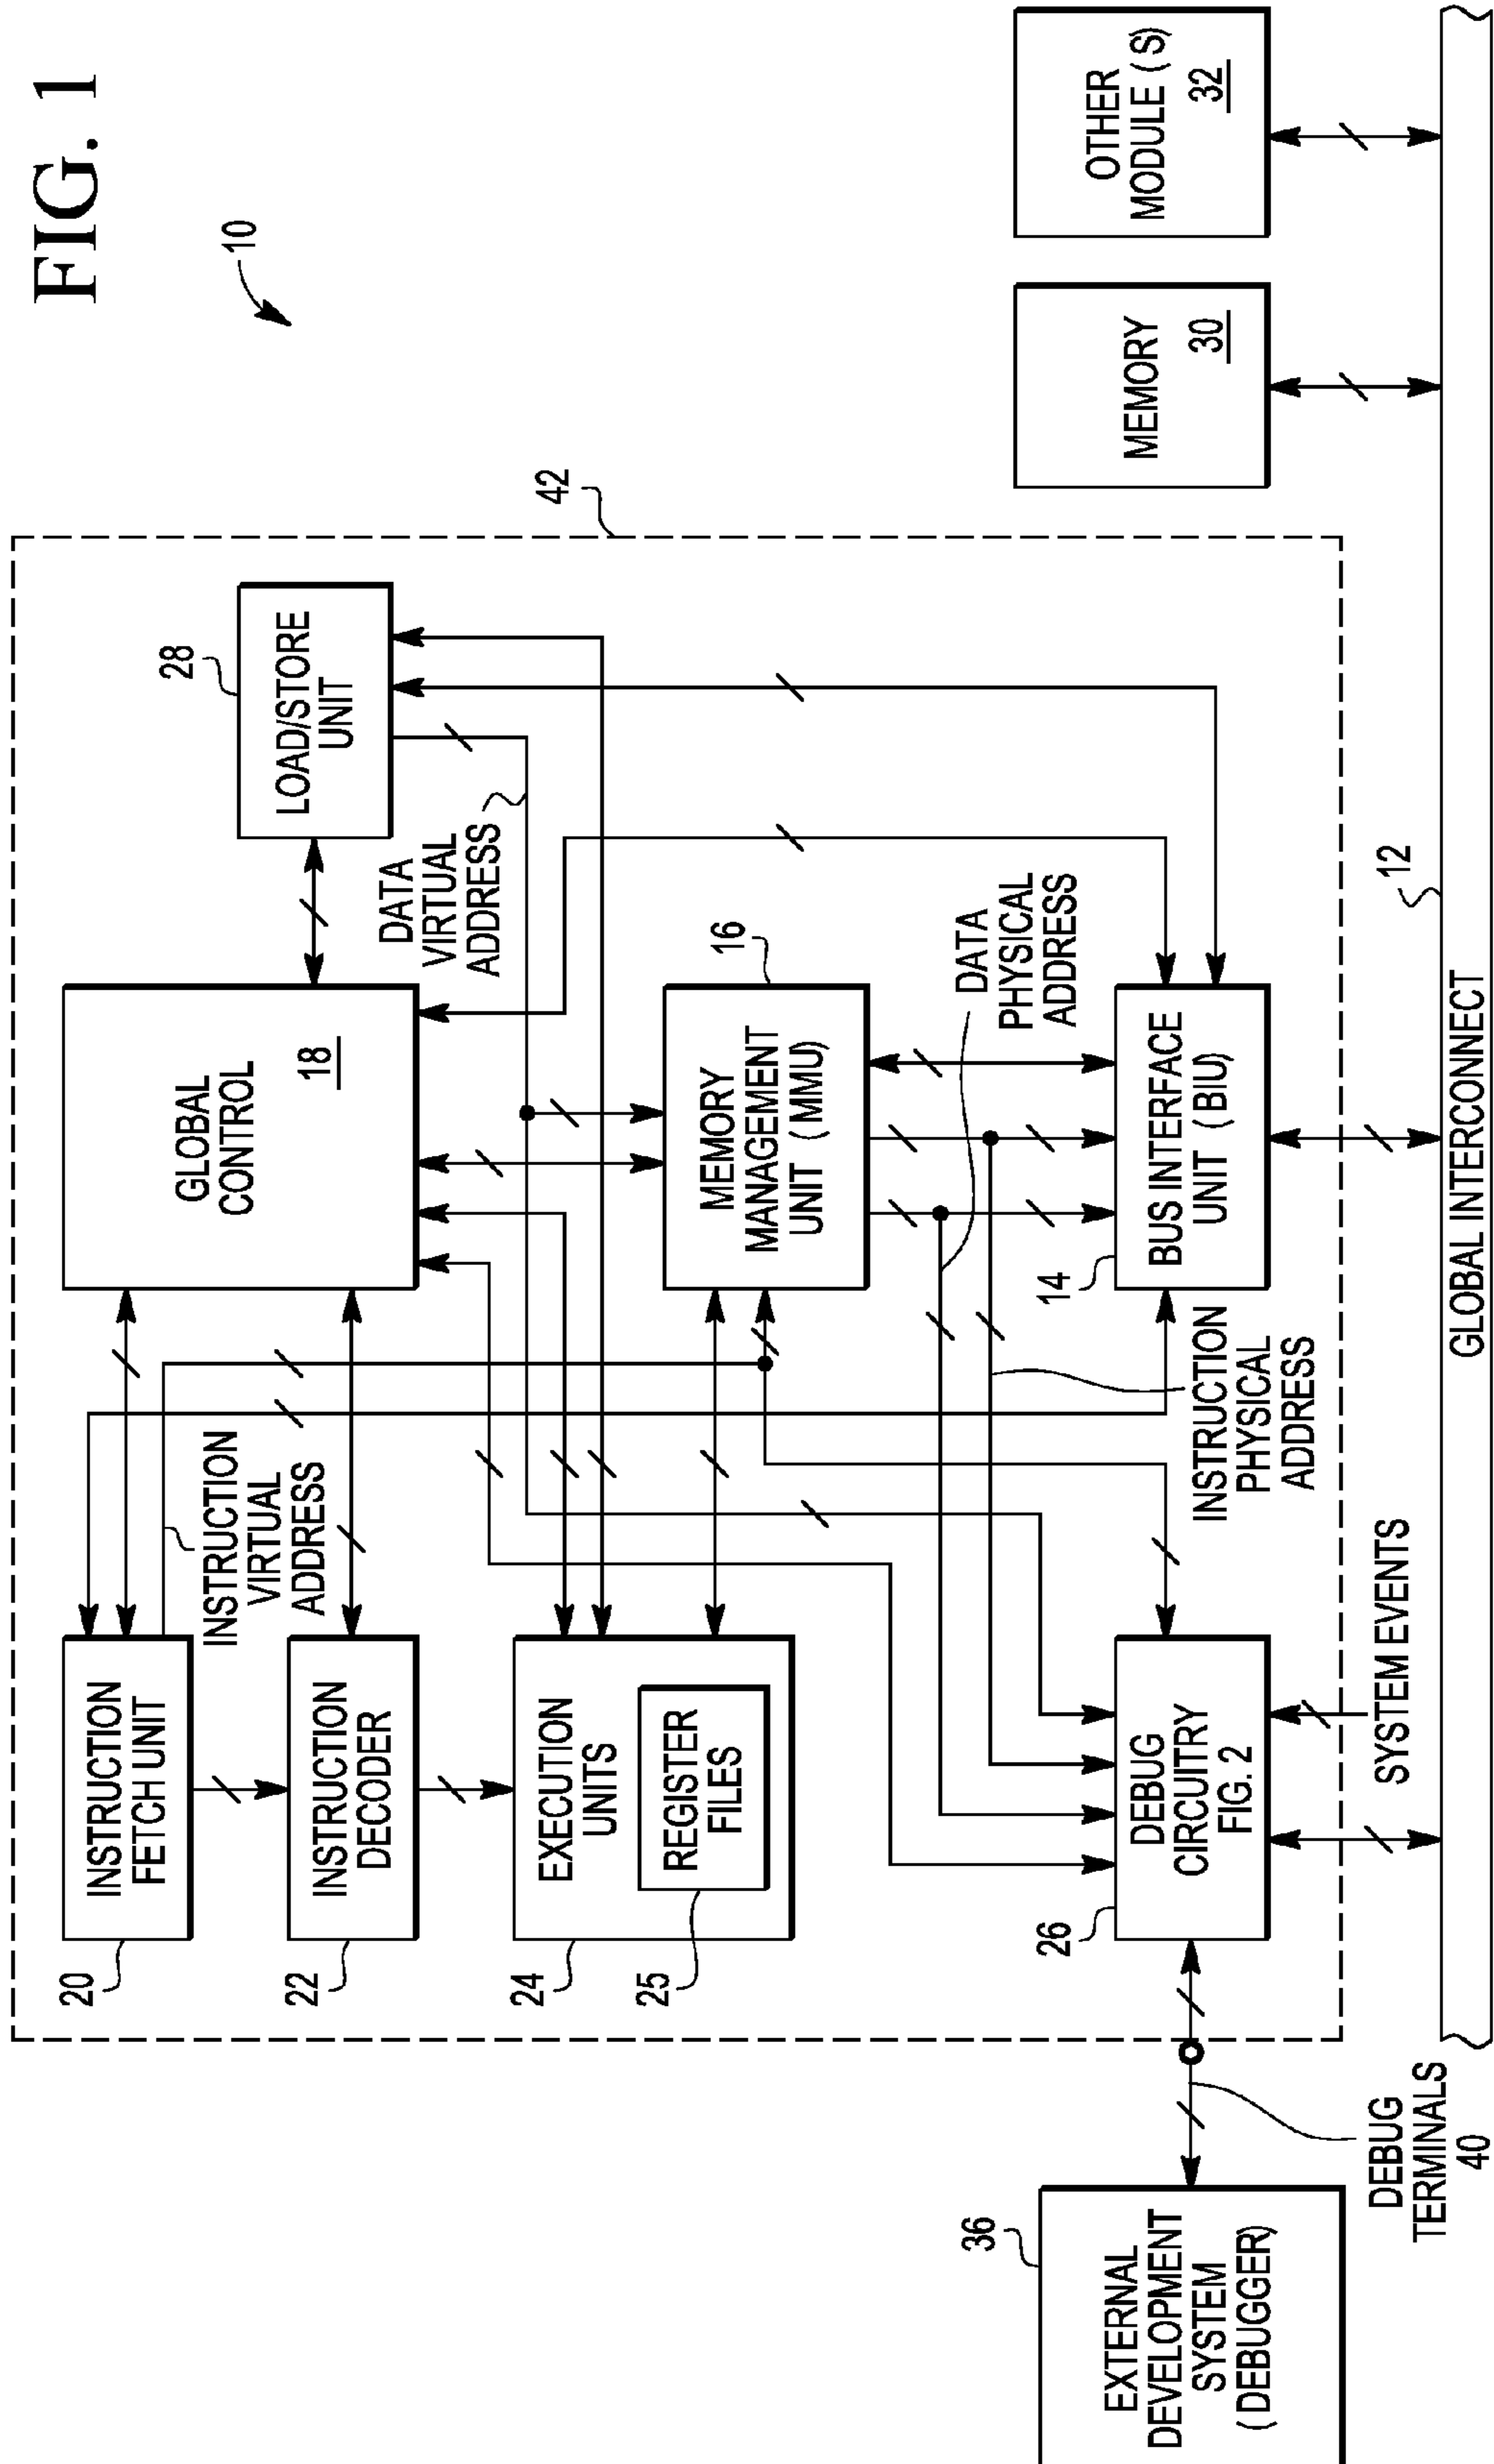 FIG. 1
10
42
INSTRUCTION
FETCH UNIT
20
INSTRUCTION
VIRTUAL
ADDRESS
INSTRUCTION
DECODER
22
EXECUTION
UNITS
24
REGISTER
FILES
25
GLOBAL
CONTROL
18
LOAD/STORE
UNIT
28
DATA
VIRTUAL
ADDRESS
MEMORY
MANAGEMENT
UNIT (MMU)
16
DATA
PHYSICAL
ADDRESS
BUS INTERFACE
UNIT (BIU)
14
INSTRUCTION
PHYSICAL
ADDRESS
DEBUG
CIRCUITRY
FIG. 2
26
SYSTEM EVENTS
EXTERNAL
DEVELOPMENT
SYSTEM
(DEBUGGER)
36
DEBUG
TERMINALS
40
MEMORY
30
OTHER
MODULE(S)
32
12
GLOBAL INTERCONNECT